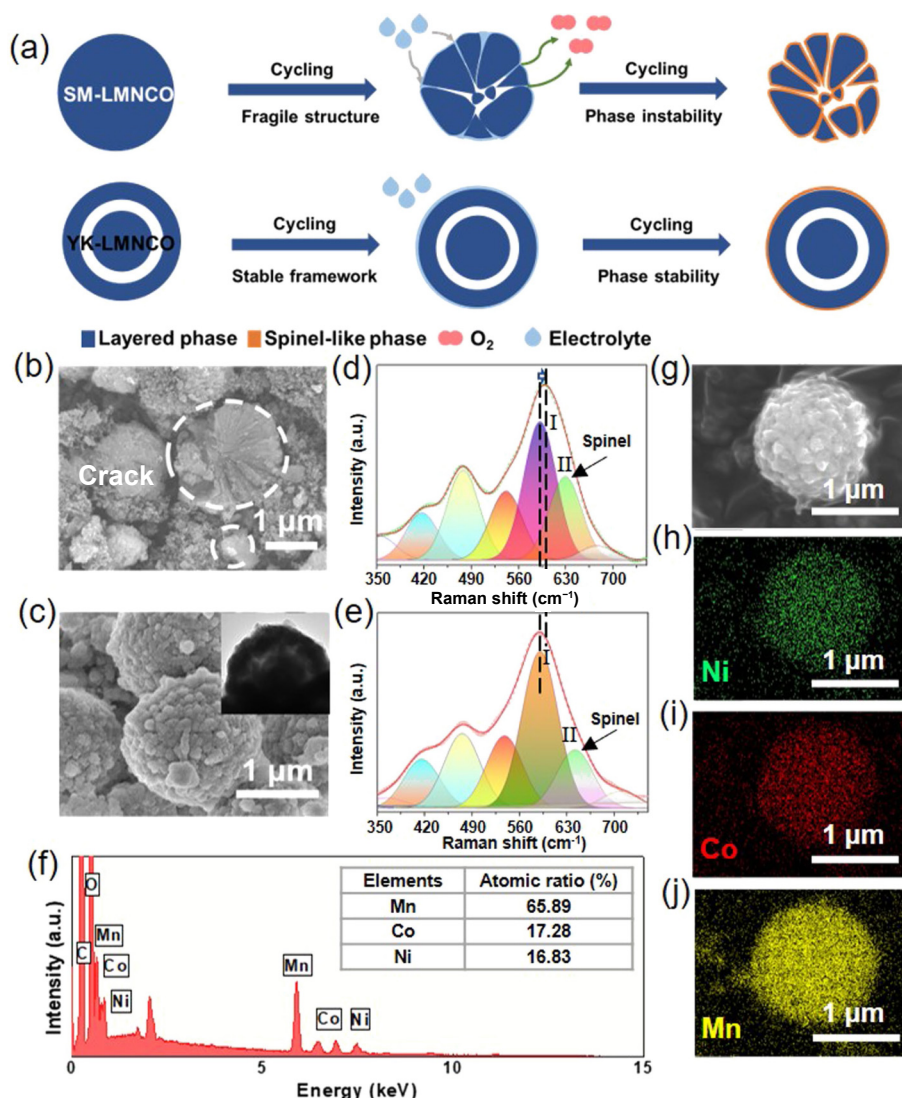 (a)
SM-LMNCO
Cycling
Fragile structure
Cycling
Phase instability
YK-LMNCO
Cycling
Stable framework
Cycling
Phase stability
Layered phase Spinel-like phase O₂ Electrolyte
(b)
Crack
1 μm
(c)
1 μm
(d)
Intensity (a.u.)
I
II
Spinel
350 420 490 560 630 700
Raman shift (cm⁻¹)
(e)
Intensity (a.u.)
I
II
Spinel
350 420 490 560 630 700
Raman shift (cm⁻¹)
(f)
Intensity (a.u.)
C
O
Mn
Co
Ni
Mn
Co
Ni
Elements Atomic ratio (%)
Mn 65.89
Co 17.28
Ni 16.83
0 5 10 15
Energy (keV)
(g)
1 μm
(h)
Ni
1 μm
(i)
Co
1 μm
(j)
Mn
1 μm